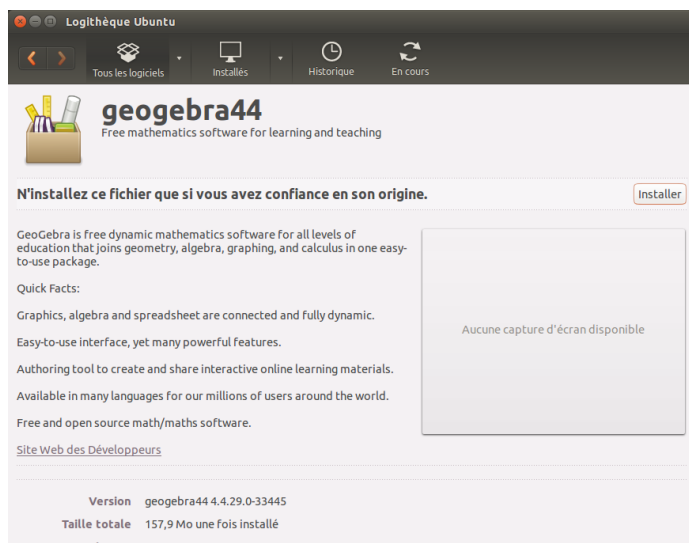 Logithèque Ubuntu
Tous les logiciels
Installés
Historique
En cours
geogebra44
Free mathematics software for learning and teaching
N'installez ce fichier que si vous avez confiance en son origine.
Installer
GeoGebra is free dynamic mathematics software for all levels of
education that joins geometry, algebra, graphing, and calculus in one easy-
to-use package.
Quick Facts:
Graphics, algebra and spreadsheet are connected and fully dynamic.
Easy-to-use interface, yet many powerful features.
Authoring tool to create and share interactive online learning materials.
Available in many languages for our millions of users around the world.
Free and open source math/maths software.
Aucune capture d'écran disponible
Site Web des Développeurs
Version geogebra44 4.4.29.0-33445
Taille totale 157,9 Mo une fois installé